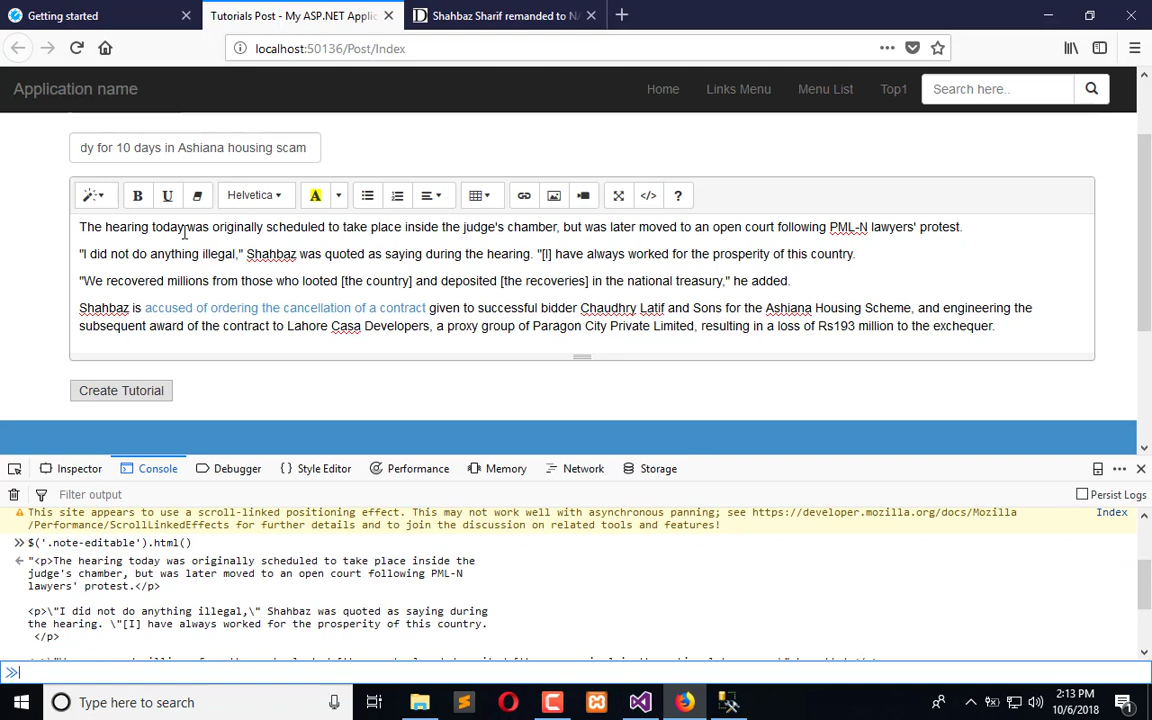 Getting started
Tutorials Post - My ASP.NET Applic
Shahbaz Sharif remanded to NA
localhost:50136/Post/Index
Application name
Home
Links Menu
Menu List
Top1
Search here..
dy for 10 days in Ashiana housing scam
B
U
Helvetica
A
</>
?
The hearing today was originally scheduled to take place inside the judge's chamber, but was later moved to an open court following PML-N lawyers' protest.
"I did not do anything illegal," Shahbaz was quoted as saying during the hearing. "[I] have always worked for the prosperity of this country.
"We recovered millions from those who looted [the country] and deposited [the recoveries] in the national treasury," he added.
Shahbaz is accused of ordering the cancellation of a contract given to successful bidder Chaudhry Latif and Sons for the Ashiana Housing Scheme, and engineering the
subsequent award of the contract to Lahore Casa Developers, a proxy group of Paragon City Private Limited, resulting in a loss of Rs193 million to the exchequer.
Create Tutorial
Inspector
Console
Debugger
{ } Style Editor
Performance
Memory
Network
Storage
Filter output
Persist Logs
This site appears to use a scroll-linked positioning effect. This may not work well with asynchronous panning; see https://developer.mozilla.org/docs/Mozilla
/Performance/ScrollLinkedEffects for further details and to join the discussion on related tools and features!
Index
$('.note-editable').html()
"<p>The hearing today was originally scheduled to take place inside the
judge's chamber, but was later moved to an open court following PML-N
lawyers' protest.</p>
<p>\"I did not do anything illegal,\" Shahbaz was quoted as saying during
the hearing. \"[I] have always worked for the prosperity of this country.
</p>
Type here to search
2:13 PM
10/6/2018